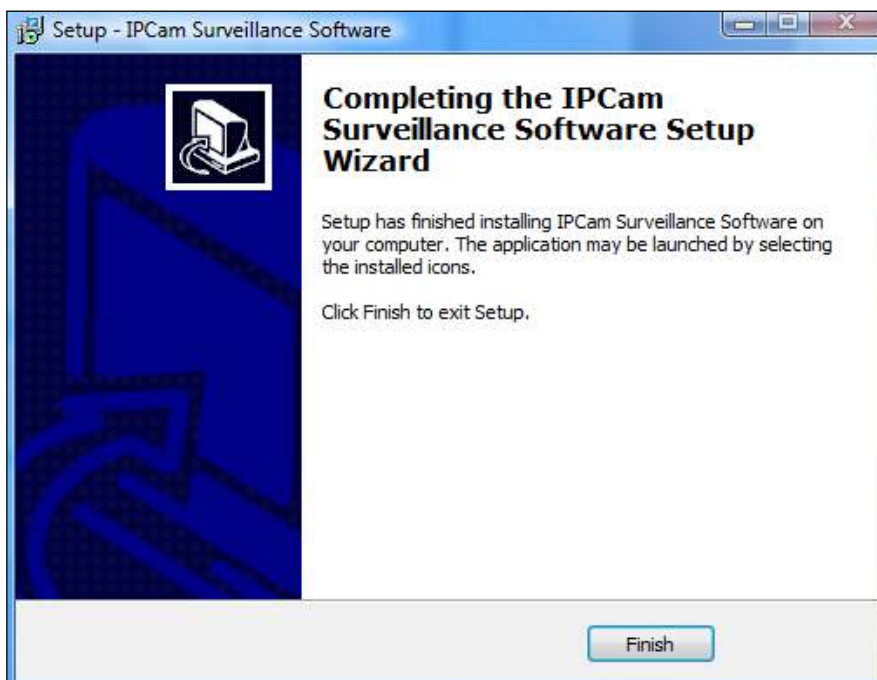 Setup - IPCam Surveillance Software
Completing the IPCam
Surveillance Software Setup
Wizard
Setup has finished installing IPCam Surveillance Software on
your computer. The application may be launched by selecting
the installed icons.
Click Finish to exit Setup.
Finish